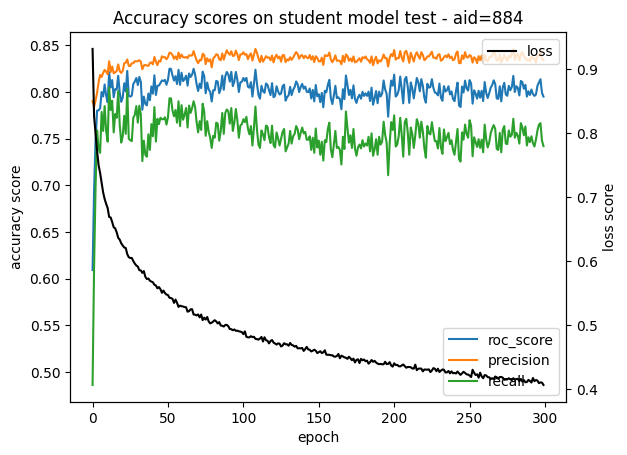 Accuracy scores on student model test - aid=884
accuracy score
0.85
0.80
0.75
0.70
0.65
0.60
0.55
0.50
loss
0.9
0.8
0.7
0.6
0.5
0.4
loss score
roc_score
precision
recall
0
50
100
150
200
250
300
epoch